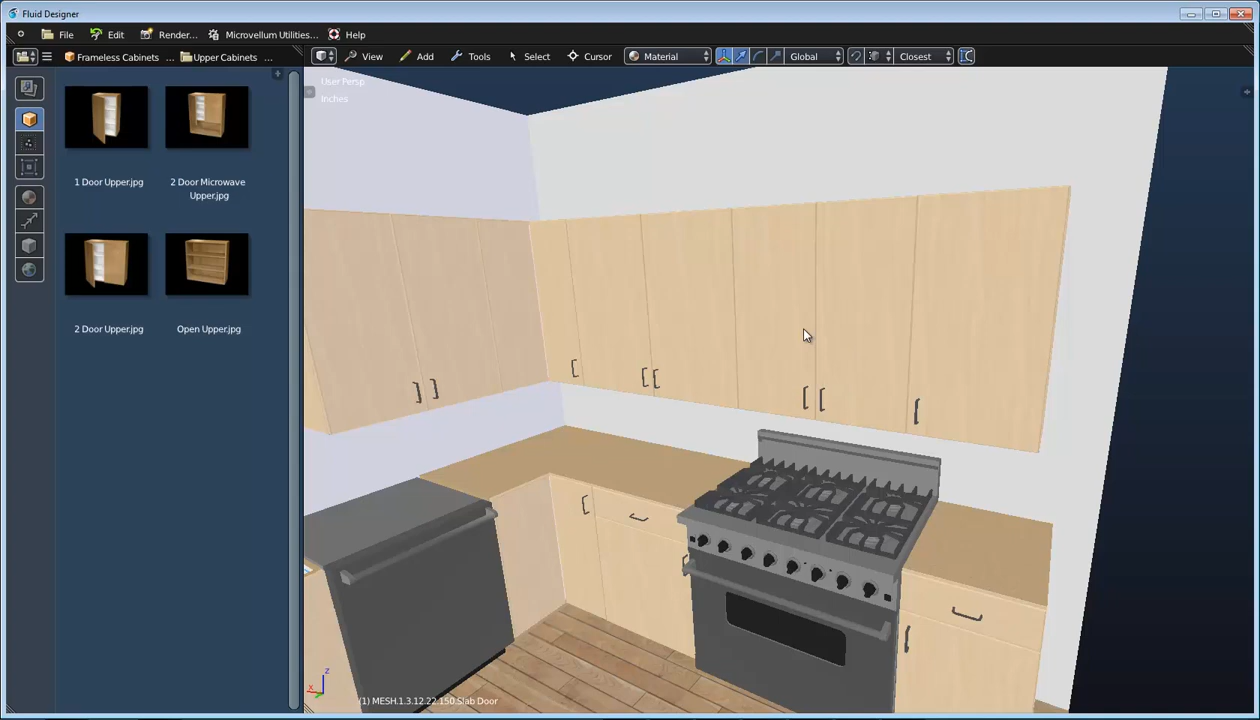 Fluid Designer
File Edit Render... Microvellum Utilities... Help
Frameless Cabinets ... Upper Cabinets ...
View Add Tools Select Cursor Material Global Closest
User Persp
Inches
1 Door Upper.jpg
2 Door Microwave
Upper.jpg
2 Door Upper.jpg
Open Upper.jpg
z
x
(1) MESH.1.3.12.22.150.Slab Door